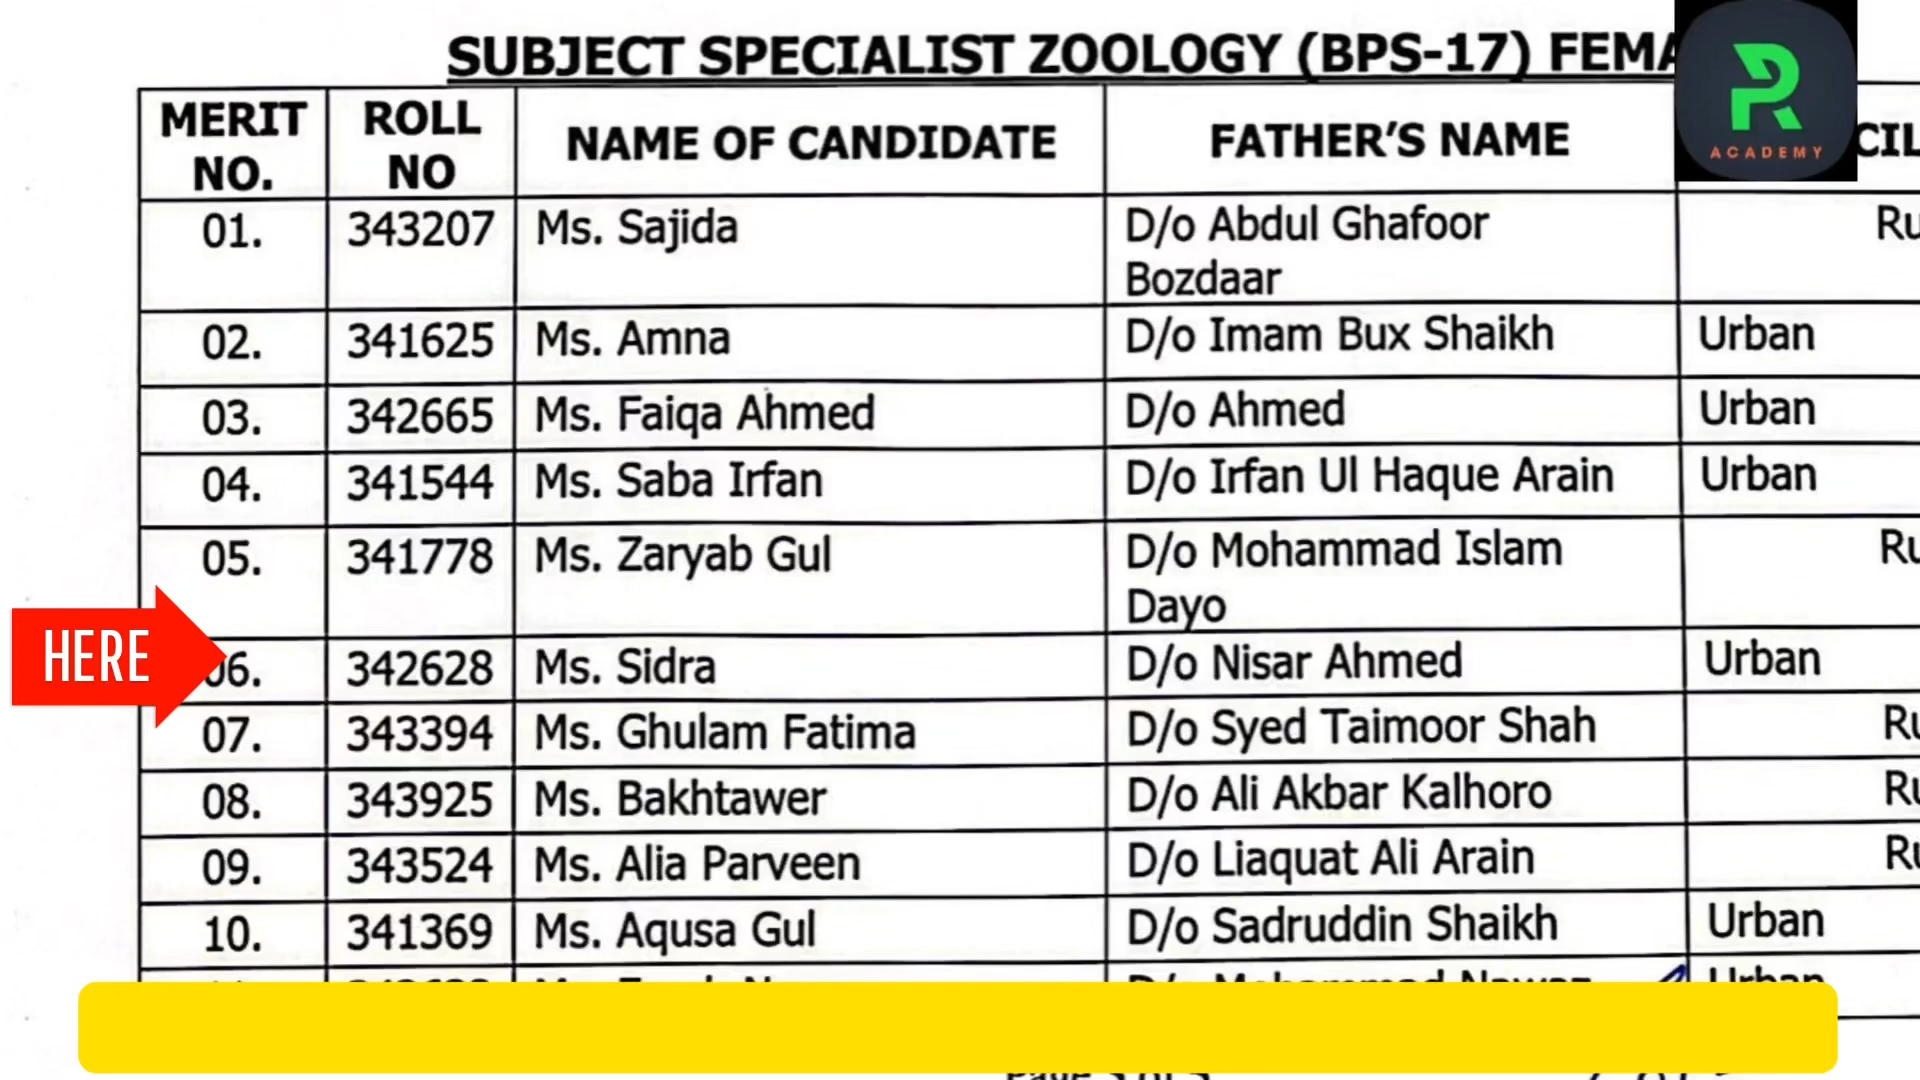 SUBJECT SPECIALIST ZOOLOGY (BPS-17)
MERIT NO. ROLL NO NAME OF CANDIDATE FATHER'S NAME
ACADEMY
01. 343207 Ms. Sajida D/o Abdul Ghafoor
Bozdaar
02. 341625 Ms. Amna D/o Imam Bux Shaikh Urban
03. 342665 Ms. Faiqa Ahmed D/o Ahmed Urban
04. 341544 Ms. Saba Irfan D/o Irfan Ul Haque Arain Urban
05. 341778 Ms. Zaryab Gul D/o Mohammad Islam
Dayo
HERE
06. 342628 Ms. Sidra D/o Nisar Ahmed Urban
07. 343394 Ms. Ghulam Fatima D/o Syed Taimoor Shah
08. 343925 Ms. Bakhtawer D/o Ali Akbar Kalhoro
09. 343524 Ms. Alia Parveen D/o Liaquat Ali Arain
10. 341369 Ms. Aqusa Gul D/o Sadruddin Shaikh Urban